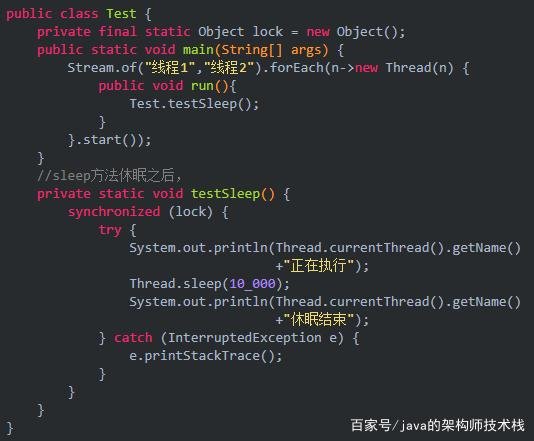 public class Test {
    private final static Object lock = new Object();
    public static void main(String[] args) {
        Stream.of("线程1","线程2").forEach(n->new Thread(n) {
            public void run(){
                Test.testSleep();
            }
        }.start());
    }
    //sleep方法休眠之后，
    private static void testSleep() {
        synchronized (lock) {
            try {
                System.out.println(Thread.currentThread().getName()
                                   +"正在执行");
                Thread.sleep(10_000);
                System.out.println(Thread.currentThread().getName()
                                   +"休眠结束");
            } catch (InterruptedException e) {
                e.printStackTrace();
            }
        }
    }
}
百家号/java的架构师技术栈